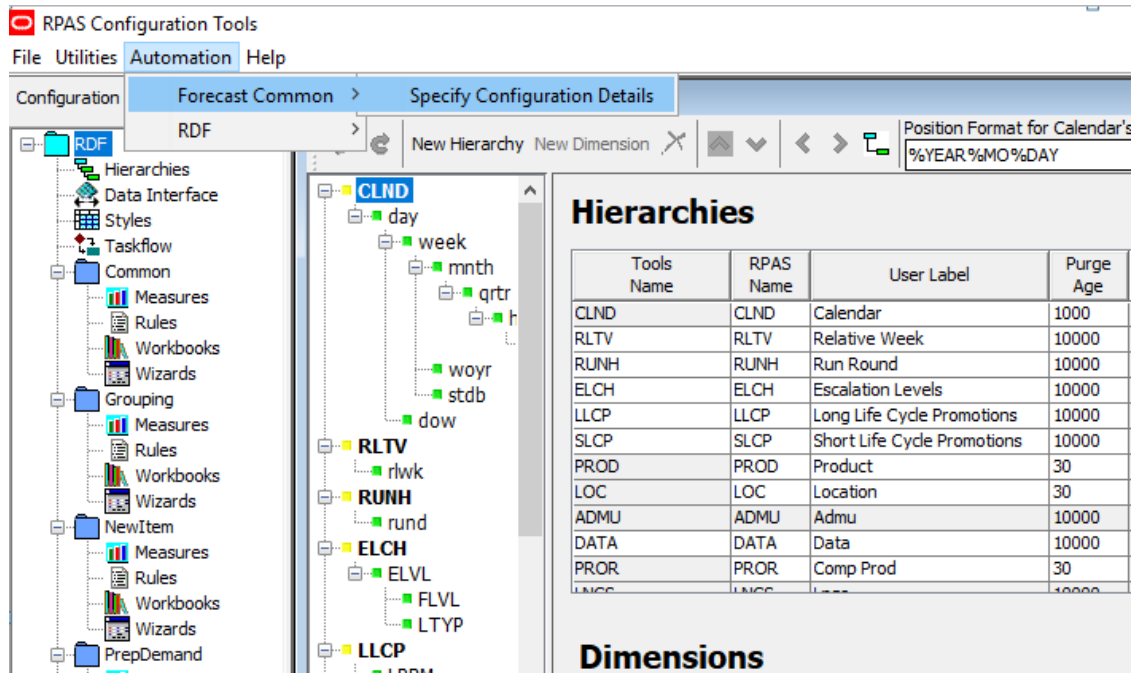 RPAS Configuration Tools
File Utilities Automation Help
Configuration
Forecast Common
Specify Configuration Details
RDF
New Hierarchy New Dimension
Position Format for Calendar's
%YEAR%MO%DAY
RDF
Hierarchies
Data Interface
Styles
Taskflow
Common
Measures
Rules
Workbooks
Wizards
Grouping
Measures
Rules
Workbooks
Wizards
NewItem
Measures
Rules
Workbooks
Wizards
PrepDemand
CLND
day
week
mnth
qrtr
woyr
stdb
dow
RLTV
rlwk
RUNH
rund
ELCH
ELVL
FLVL
LTYP
LLCP
Hierarchies
Tools Name RPAS Name User Label Purge Age
CLND CLND Calendar 1000
RLTV RLTV Relative Week 10000
RUNH RUNH Run Round 10000
ELCH ELCH Escalation Levels 10000
LLCP LLCP Long Life Cycle Promotions 10000
SLCP SLCP Short Life Cycle Promotions 10000
PROD PROD Product 30
LOC LOC Location 30
ADMU ADMU Admu 10000
DATA DATA Data 10000
PROR PROR Comp Prod 30
Dimensions